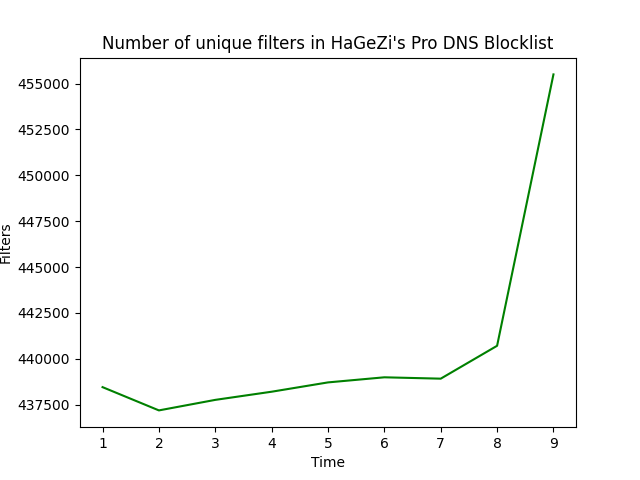 Number of unique filters in HaGeZi's Pro DNS Blocklist
455000
452500
450000
447500
445000
442500
440000
437500
Filters
1 2 3 4 5 6 7 8 9
Time